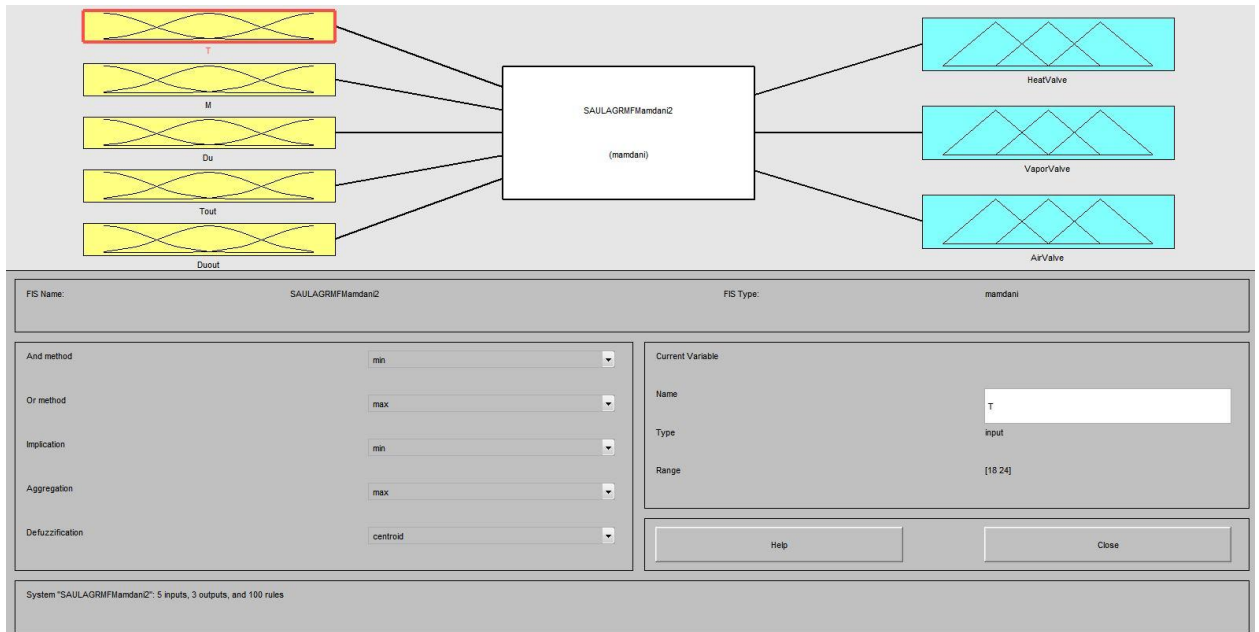 T
M
Du
Tout
Duout
SAULAGRMFMamdani2
(mamdani)
HeatValve
VaporValve
AirValve
FIS Name: SAULAGRMFMamdani2 FIS Type: mamdani
And method min
Or method max
Implication min
Aggregation max
Defuzzification centroid
Current Variable
Name T
Type input
Range [18 24]
Help Close
System "SAULAGRMFMamdani2": 5 inputs, 3 outputs, and 100 rules